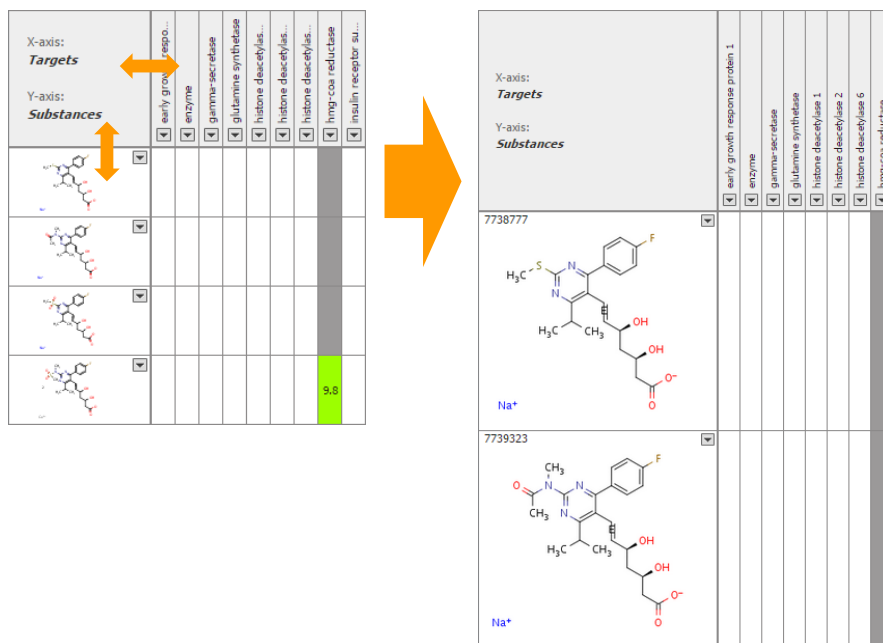 X-axis:
Targets
Y-axis:
Substances
early growth respo...
enzyme
gamma-secretase
glutamine synthetase
histone deacetylas...
histone deacetylas...
histone deacetylas...
hmg-coa reductase
insulin receptor su...
9.8
X-axis:
Targets
Y-axis:
Substances
early growth response protein 1
enzyme
gamma-secretase
glutamine synthetase
histone deacetylase 1
histone deacetylase 2
histone deacetylase 6
hmg-coa reductase
7738777
F
S
N
H₃C
N
E
OH
H₃C
CH₃
OH
O⁻
Na⁺
O
7739323
F
CH₃
O
N
N
N
CH₃
E
OH
H₃C
CH₃
OH
O⁻
Na⁺
O